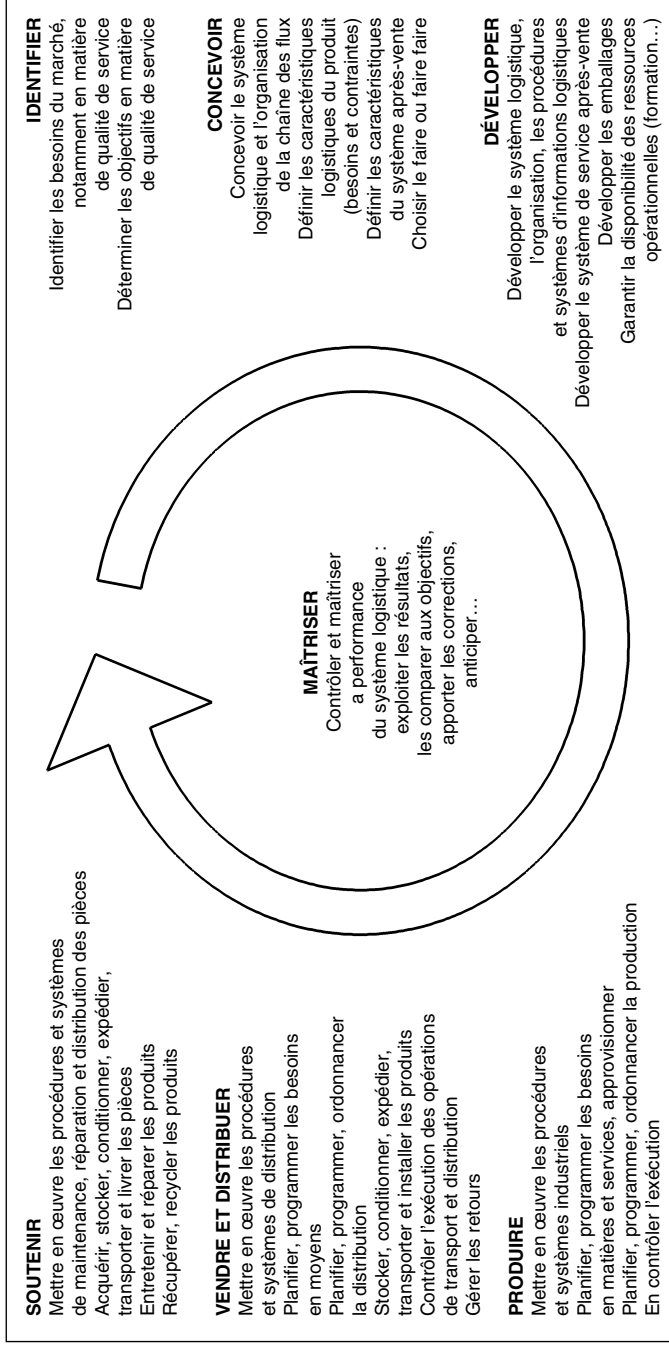 SOUTENIR
Mettre en œuvre les procédures et systèmes
de maintenance, réparation et distribution des pièces
Acquérir, stocker, conditionner, expédier,
transporter et livrer les pièces
Entretenir et réparer les produits
Récupérer, recycler les produits
VENDRE ET DISTRIBUER
Mettre en œuvre les procédures
et systèmes de distribution
Planifier, programmer les besoins
en moyens
Planifier, programmer, ordonnancer
la distribution
Stocker, conditionner, expédier,
transporter et installer les produits
Contrôler l'exécution des opérations
de transport et distribution
Gérer les retours
PRODUIRE
Mettre en œuvre les procédures
et systèmes industriels
Planifier, programmer les besoins
en matières et services, approvisionner
Planifier, programmer, ordonnancer la production
En contrôler l'exécution
MAÎTRISER
Contrôler et maîtriser
a performance
du système logistique :
exploiter les résultats,
les comparer aux objectifs,
apporter les corrections,
anticiper…
IDENTIFIER
Identifier les besoins du marché,
notamment en matière
de qualité de service
Déterminer les objectifs en matière
de qualité de service
CONCEVOIR
Concevoir le système
logistique et l'organisation
de la chaîne des flux
Définir les caractéristiques
logistiques du produit
(besoins et contraintes)
Définir les caractéristiques
du système après-vente
Choisir le faire ou faire faire
DÉVELOPPER
Développer le système logistique,
l'organisation, les procédures
et systèmes d'informations logistiques
Développer le système de service après-vente
Développer les emballages
Garantir la disponibilité des ressources
opérationnelles (formation…)